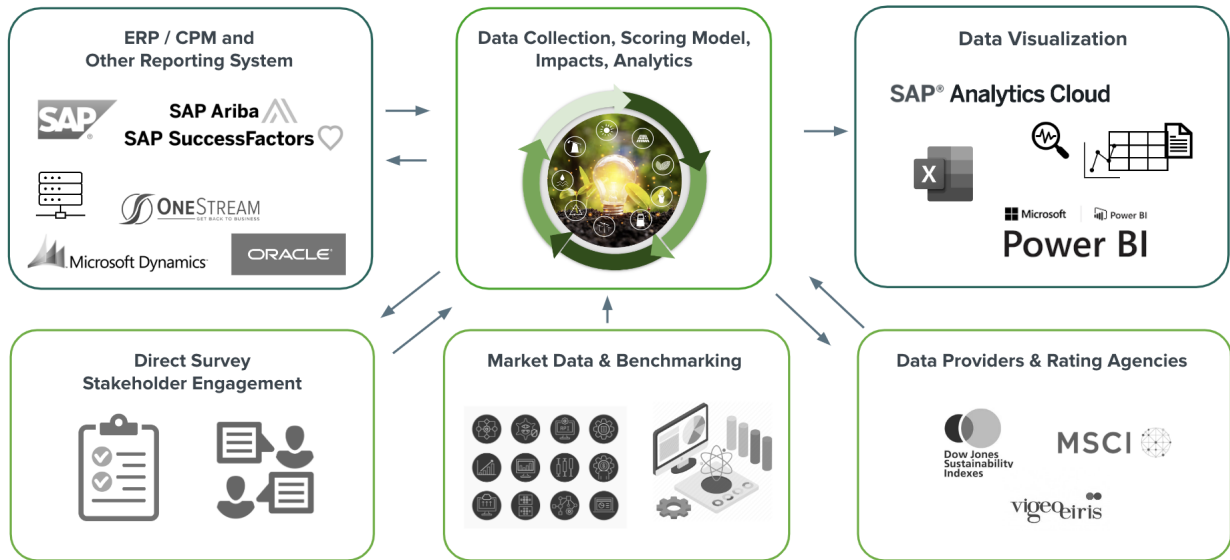 ERP / CPM and
Other Reporting System
SAP®
SAP Ariba
SAP SuccessFactors
ONESTREAM
GET BACK TO BUSINESS
Microsoft Dynamics
ORACLE®
Data Collection, Scoring Model,
Impacts, Analytics
Data Visualization
SAP® Analytics Cloud
X
Microsoft
Power BI
Power BI
Direct Survey
Stakeholder Engagement
Market Data & Benchmarking
Data Providers & Rating Agencies
Dow Jones
Sustainability
Indexes
MSCI
vigeoeiris